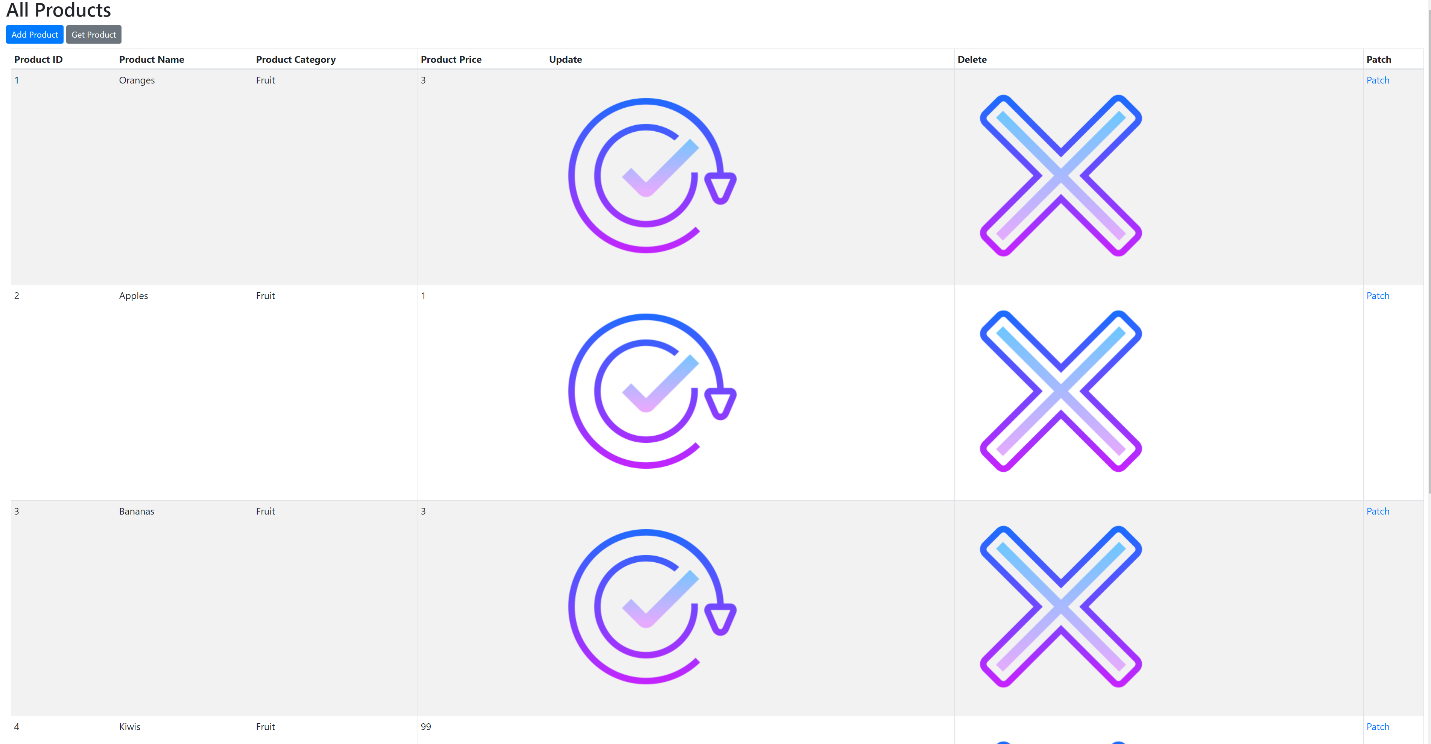 All Products
Add Product Get Product
Product ID Product Name Product Category Product Price Update Delete Patch
1 Oranges Fruit 3 Patch
2 Apples Fruit 1 Patch
3 Bananas Fruit 3 Patch
4 Kiwis Fruit 99 Patch